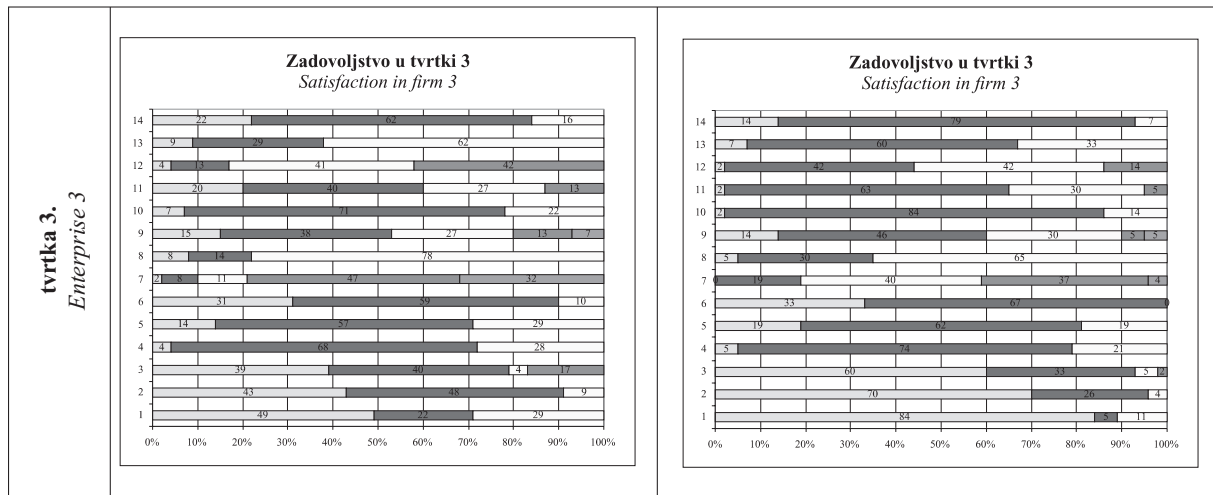 tvrtka 3.
Enterprise 3
Zadovoljstvo u tvrtki 3
Satisfaction in firm 3
14 22 62 16
13 9 29 62
12 4 13 41 42
11 20 40 27 13
10 7 71 22
9 15 38 27 13 7
8 8 14 78
7 2 8 11 47 32
6 31 59 10
5 14 57 29
4 4 68 28
3 39 40 4 17
2 43 48 9
1 49 22 29
0% 10% 20% 30% 40% 50% 60% 70% 80% 90% 100%
Zadovoljstvo u tvrtki 3
Satisfaction in firm 3
14 14 79 7
13 7 60 33
12 2 42 42 14
11 2 63 30 5
10 2 84 14
9 14 46 30 5 5
8 5 30 65
7 0 19 40 37 4
6 33 67 0
5 19 62 19
4 5 74 21
3 60 33 5 2
2 70 26 4
1 84 5 11
0% 10% 20% 30% 40% 50% 60% 70% 80% 90% 100%